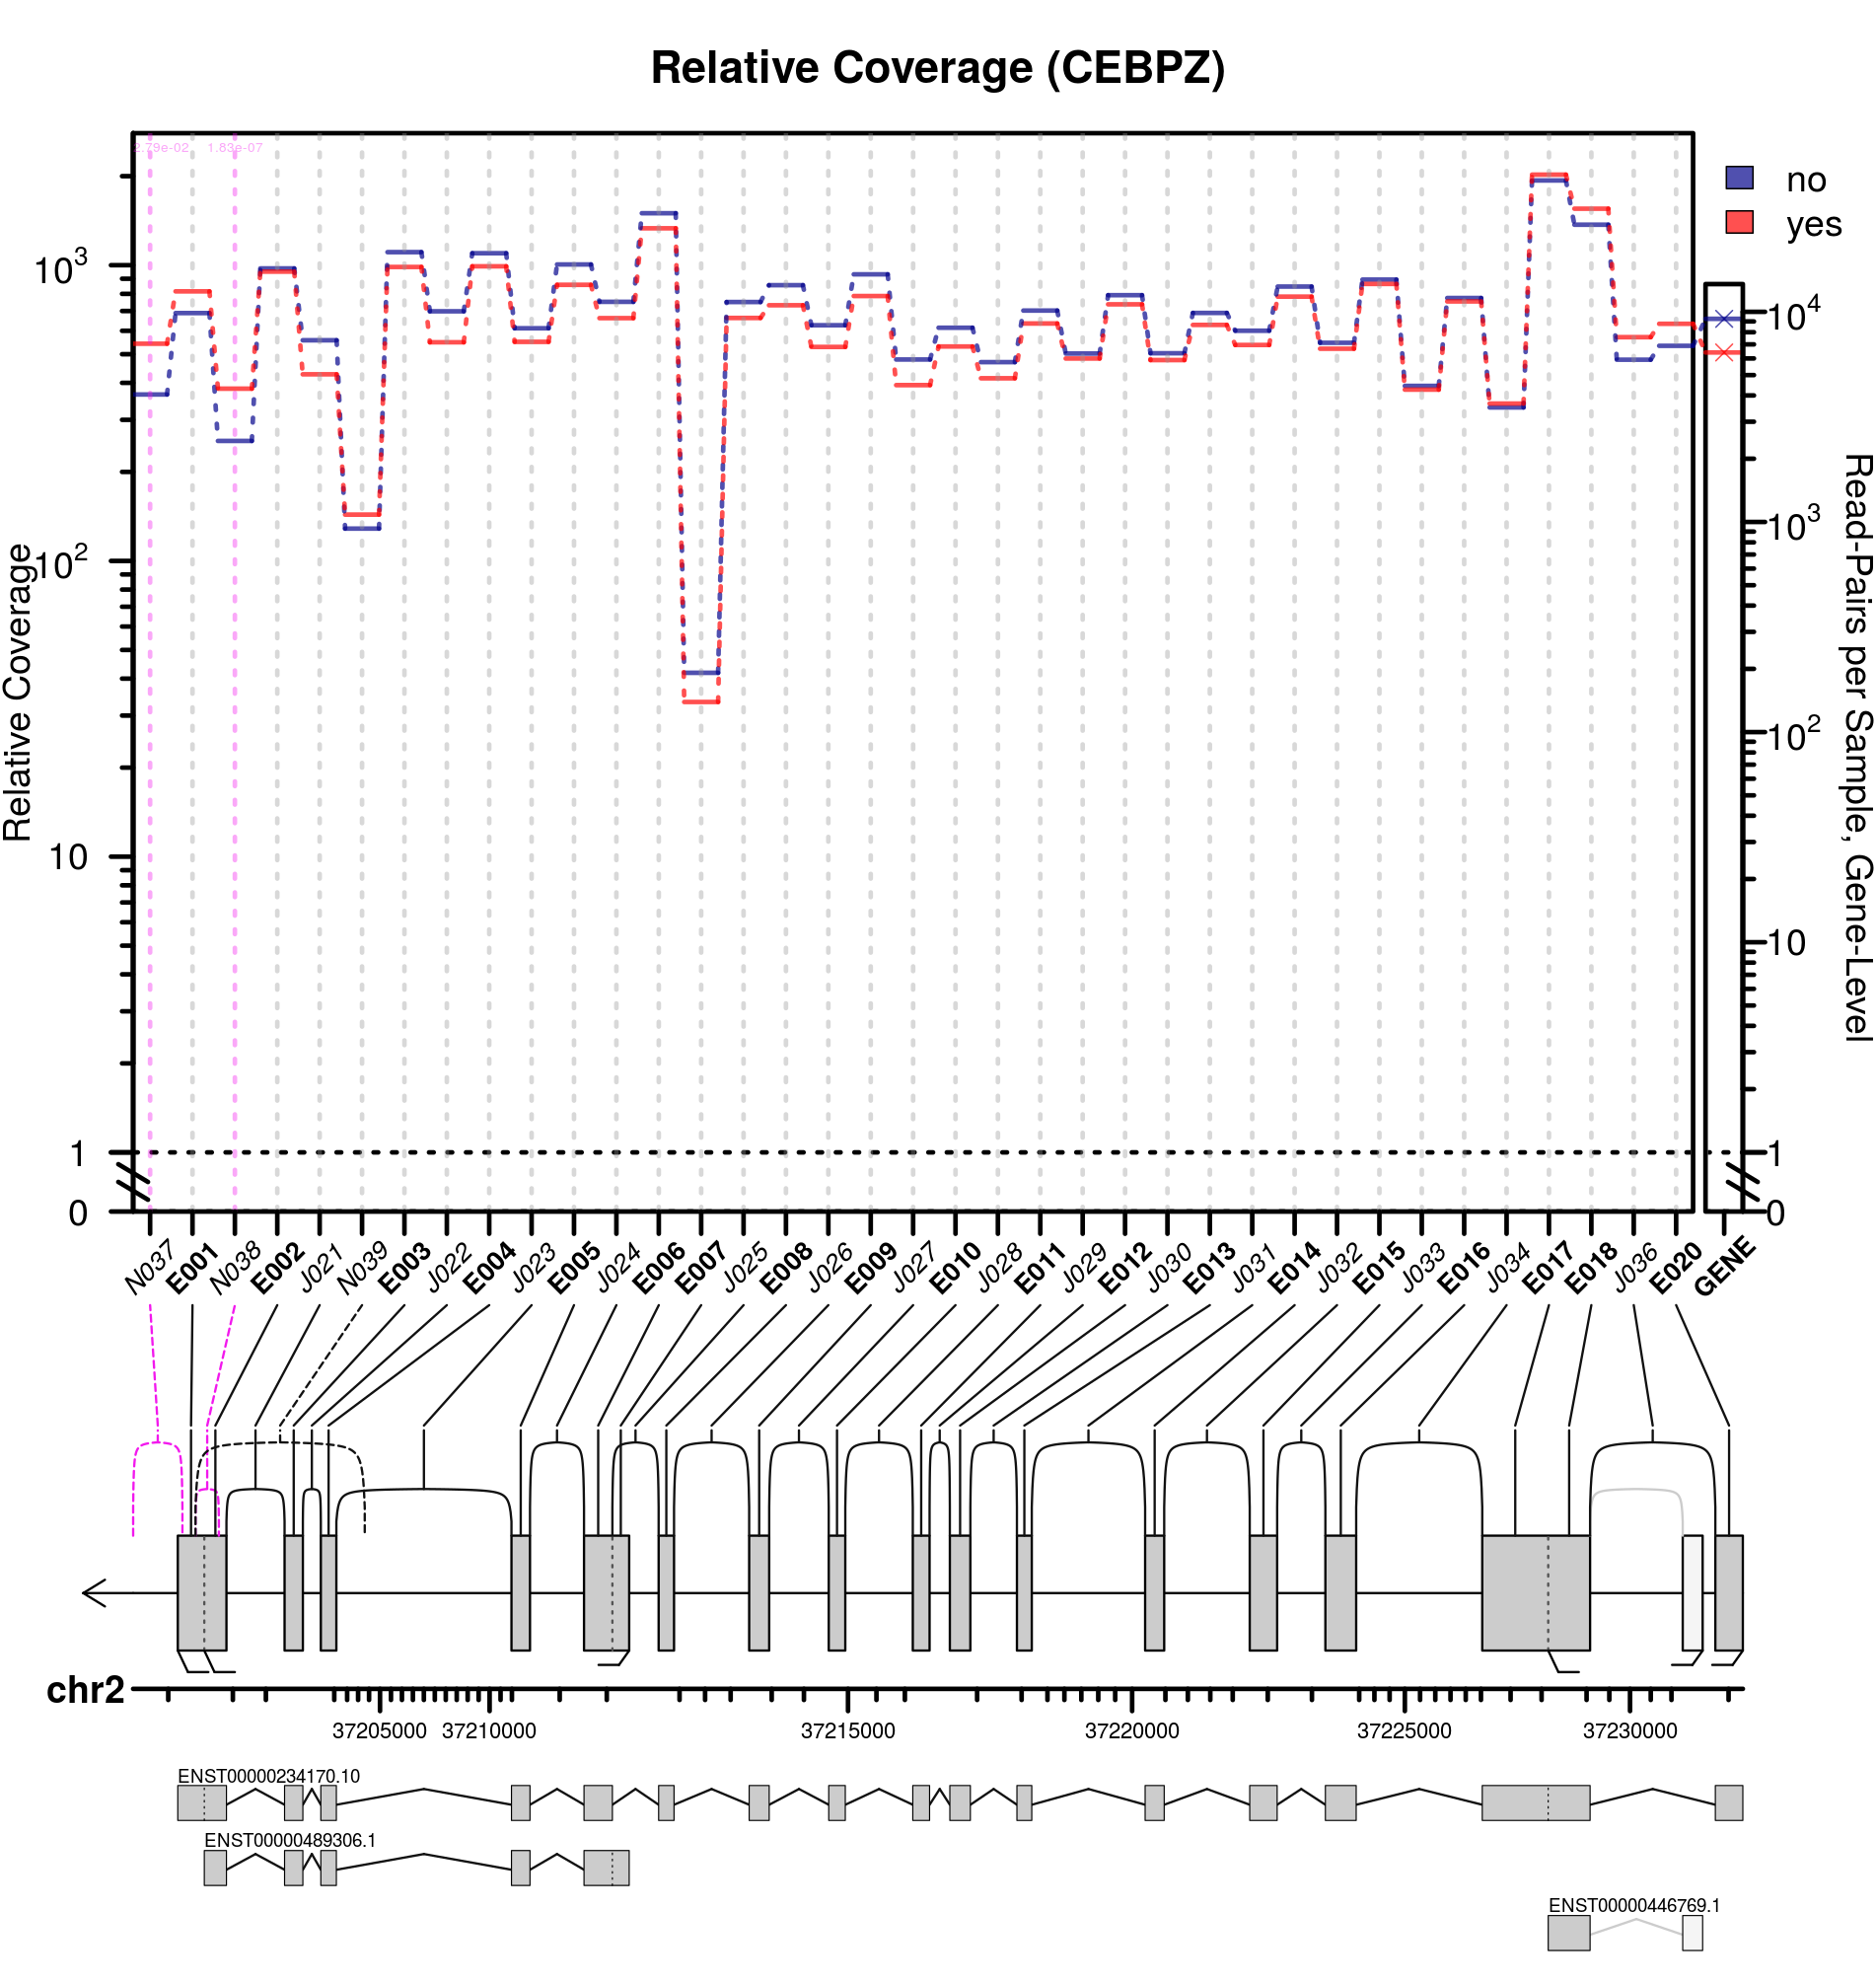 Relative Coverage (CEBPZ)
2.79e-02 1.83e-07
no
yes
10³
10²
10
1
0
Relative Coverage
10⁴
10³
10²
10
1
0
Read-Pairs per Sample, Gene-Level
N037 E001 N038 E002 J021 N039 E003 J022 E004 J023 E005 J024 E006 E007 J025 E008 J026 E009 J027 E010 J028 E011 J029 E012 J030 E013 J031 E014 J032 E015 J033 E016 J034 E017 E018 J036 E020 GENE
chr2
37205000 37210000 37215000 37220000 37225000 37230000
ENST00000234170.10
ENST00000489306.1
ENST00000446769.1